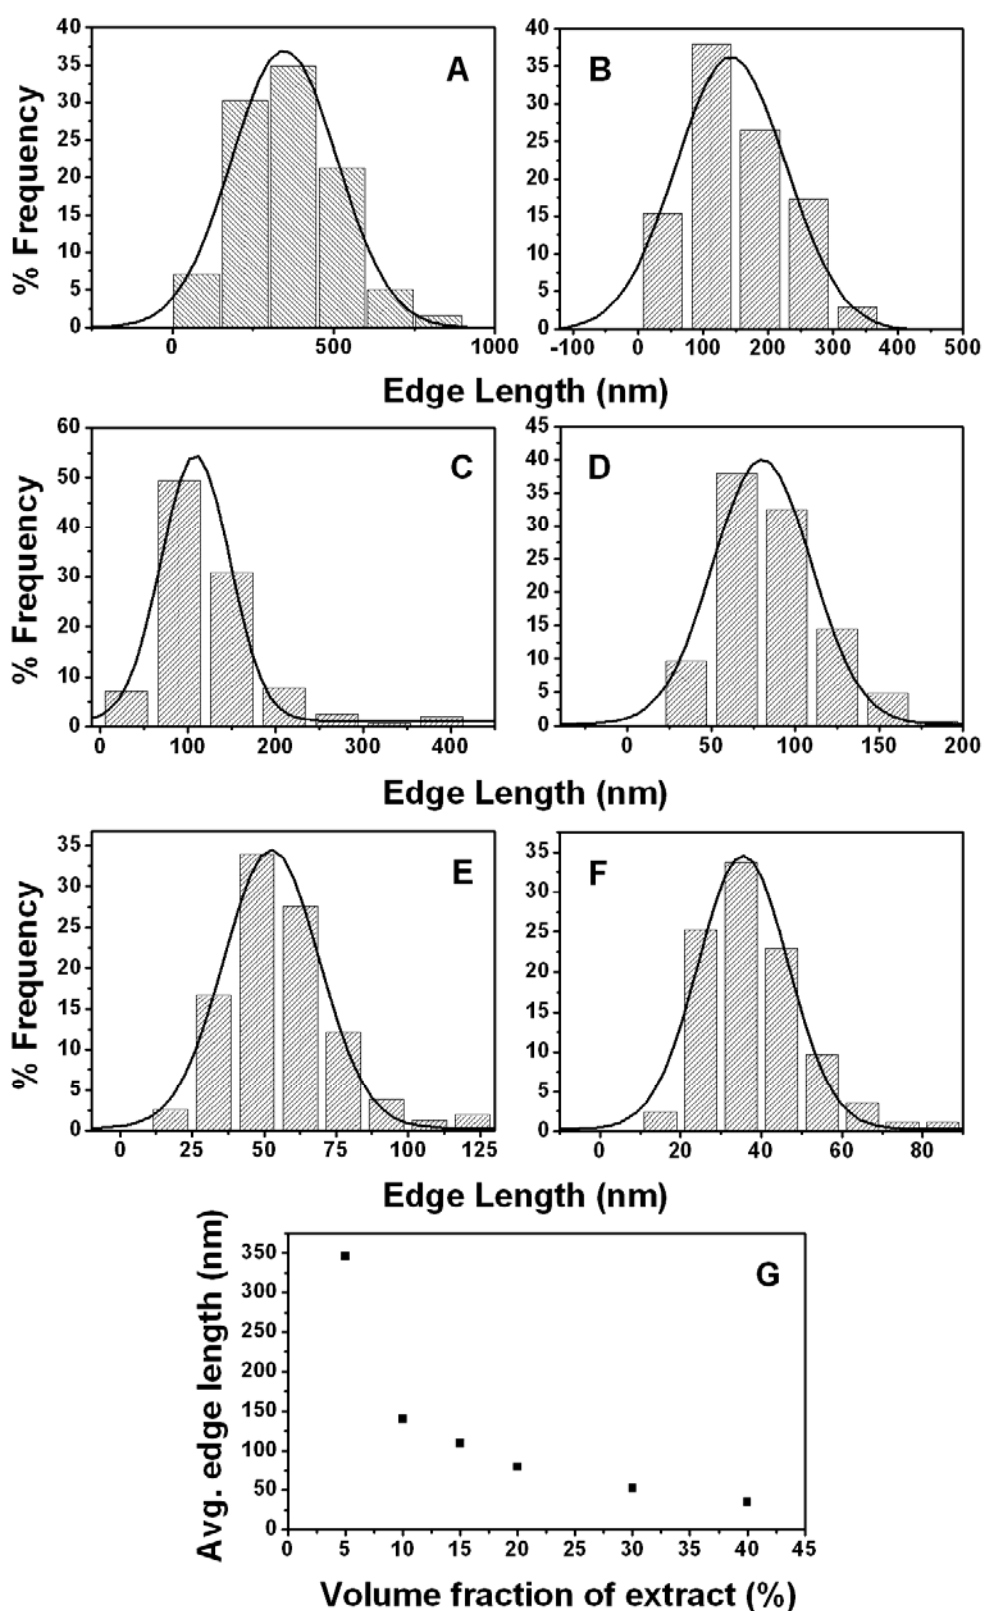 40
35
30
25
20
15
10
5
0
% Frequency
A
0 500 1000
40
35
30
25
20
15
10
5
0
B
-100 0 100 200 300 400 500
Edge Length (nm)
60
50
40
30
20
10
0
% Frequency
C
0 100 200 300 400
45
40
35
30
25
20
15
10
5
0
D
0 50 100 150 200
Edge Length (nm)
35
30
25
20
15
10
5
0
% Frequency
E
0 25 50 75 100 125
35
30
25
20
15
10
5
0
F
0 20 40 60 80
Edge Length (nm)
350
300
250
200
150
100
50
0
Avg. edge length (nm)
G
0 5 10 15 20 25 30 35 40 45
Volume fraction of extract (%)